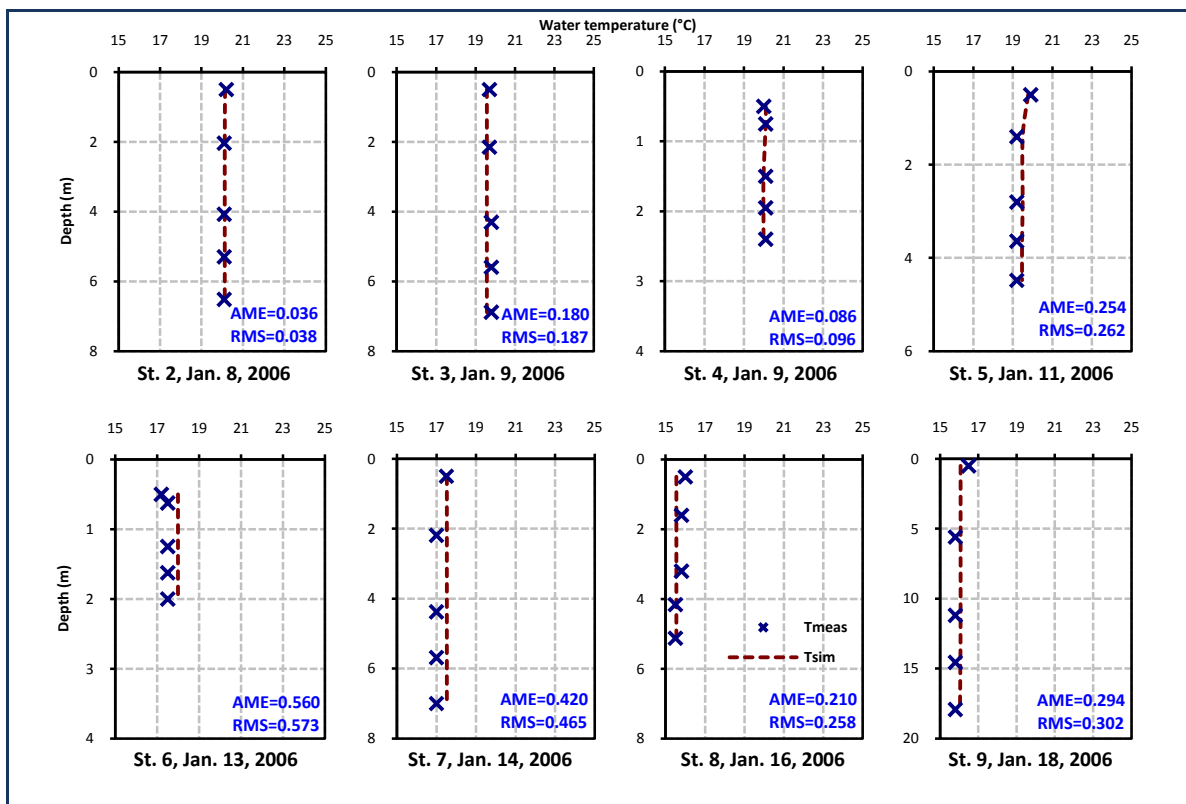 Water temperature (°C)
15 17 19 21 23 25
15 17 19 21 23 25
15 17 19 21 23 25
15 17 19 21 23 25
Depth (m)
0
2
4
6
8
AME=0.036
RMS=0.038
St. 2, Jan. 8, 2006
0
2
4
6
8
AME=0.180
RMS=0.187
St. 3, Jan. 9, 2006
0
1
2
3
4
AME=0.086
RMS=0.096
St. 4, Jan. 9, 2006
0
2
4
6
AME=0.254
RMS=0.262
St. 5, Jan. 11, 2006
15 17 19 21 23 25
15 17 19 21 23 25
15 17 19 21 23 25
15 17 19 21 23 25
Depth (m)
0
1
2
3
4
AME=0.560
RMS=0.573
St. 6, Jan. 13, 2006
0
2
4
6
8
AME=0.420
RMS=0.465
St. 7, Jan. 14, 2006
0
2
4
6
8
Tmeas
Tsim
AME=0.210
RMS=0.258
St. 8, Jan. 16, 2006
0
5
10
15
20
AME=0.294
RMS=0.302
St. 9, Jan. 18, 2006